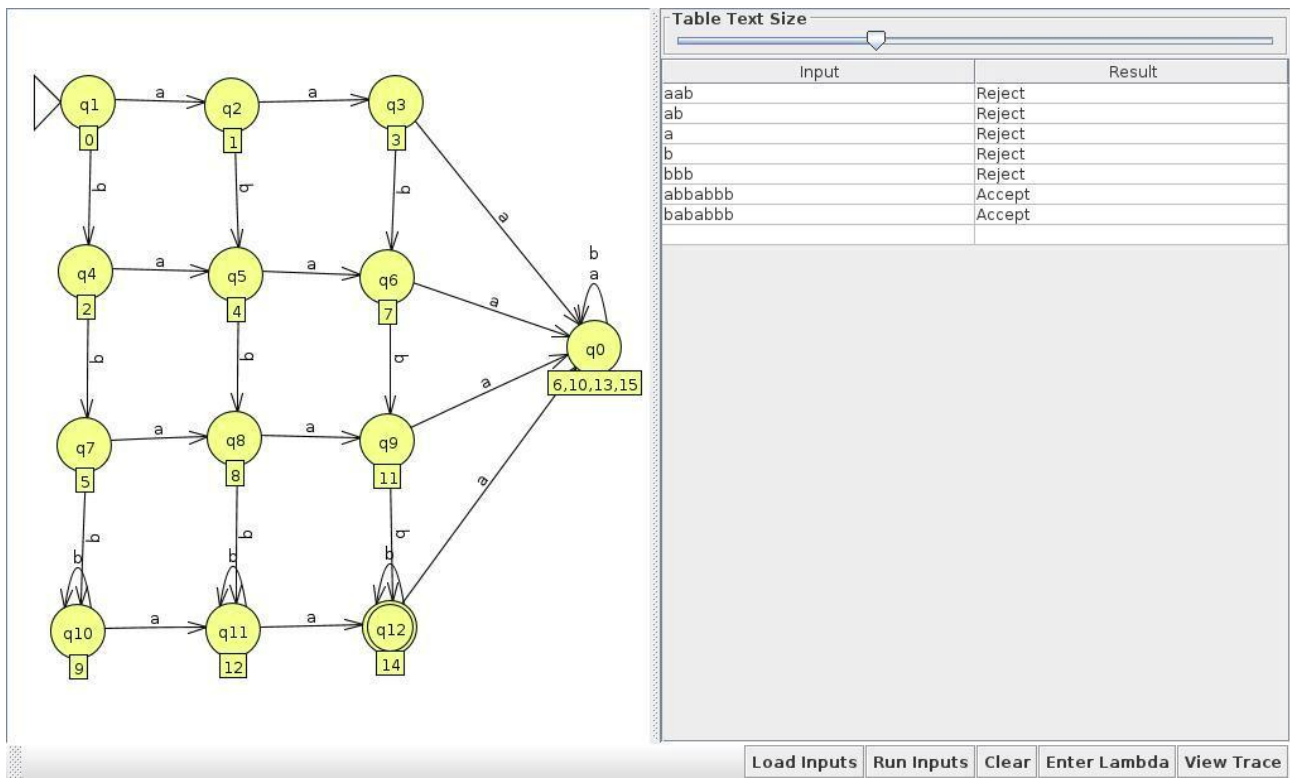 Table Text Size
Input Result
aab Reject
ab Reject
a Reject
b Reject
bbb Reject
abbabbb Accept
bababbb Accept
q1 a q2 a q3
0 1 3
b b b a
b
a
q4 a q5 a q6 a
2 4 7
q0
6,10,13,15
b b b a
q7 a q8 a q9
5 8 11
a
b b b
b b b
q10 a q11 a q12
9 12 14
Load Inputs Run Inputs Clear Enter Lambda View Trace